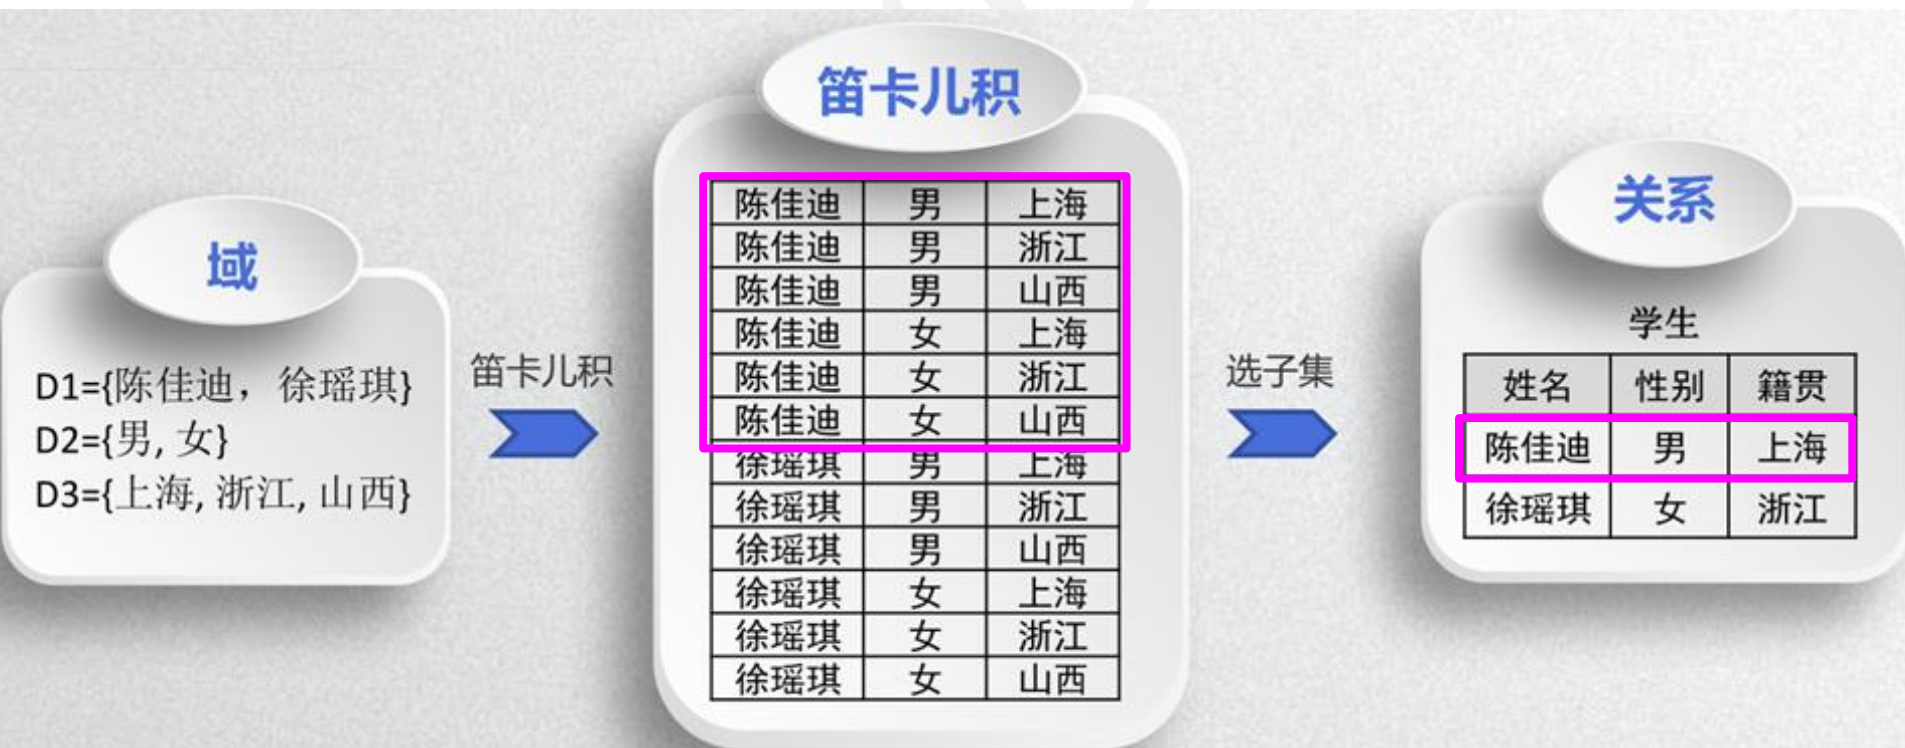 域
D1={陈佳迪，徐瑶琪}
D2={男, 女}
D3={上海, 浙江, 山西}
笛卡儿积
笛卡儿积
陈佳迪 男 上海
陈佳迪 男 浙江
陈佳迪 男 山西
陈佳迪 女 上海
陈佳迪 女 浙江
陈佳迪 女 山西
徐瑶琪 男 上海
徐瑶琪 男 浙江
徐瑶琪 男 山西
徐瑶琪 女 上海
徐瑶琪 女 浙江
徐瑶琪 女 山西
选子集
关系
学生
姓名 性别 籍贯
陈佳迪 男 上海
徐瑶琪 女 浙江